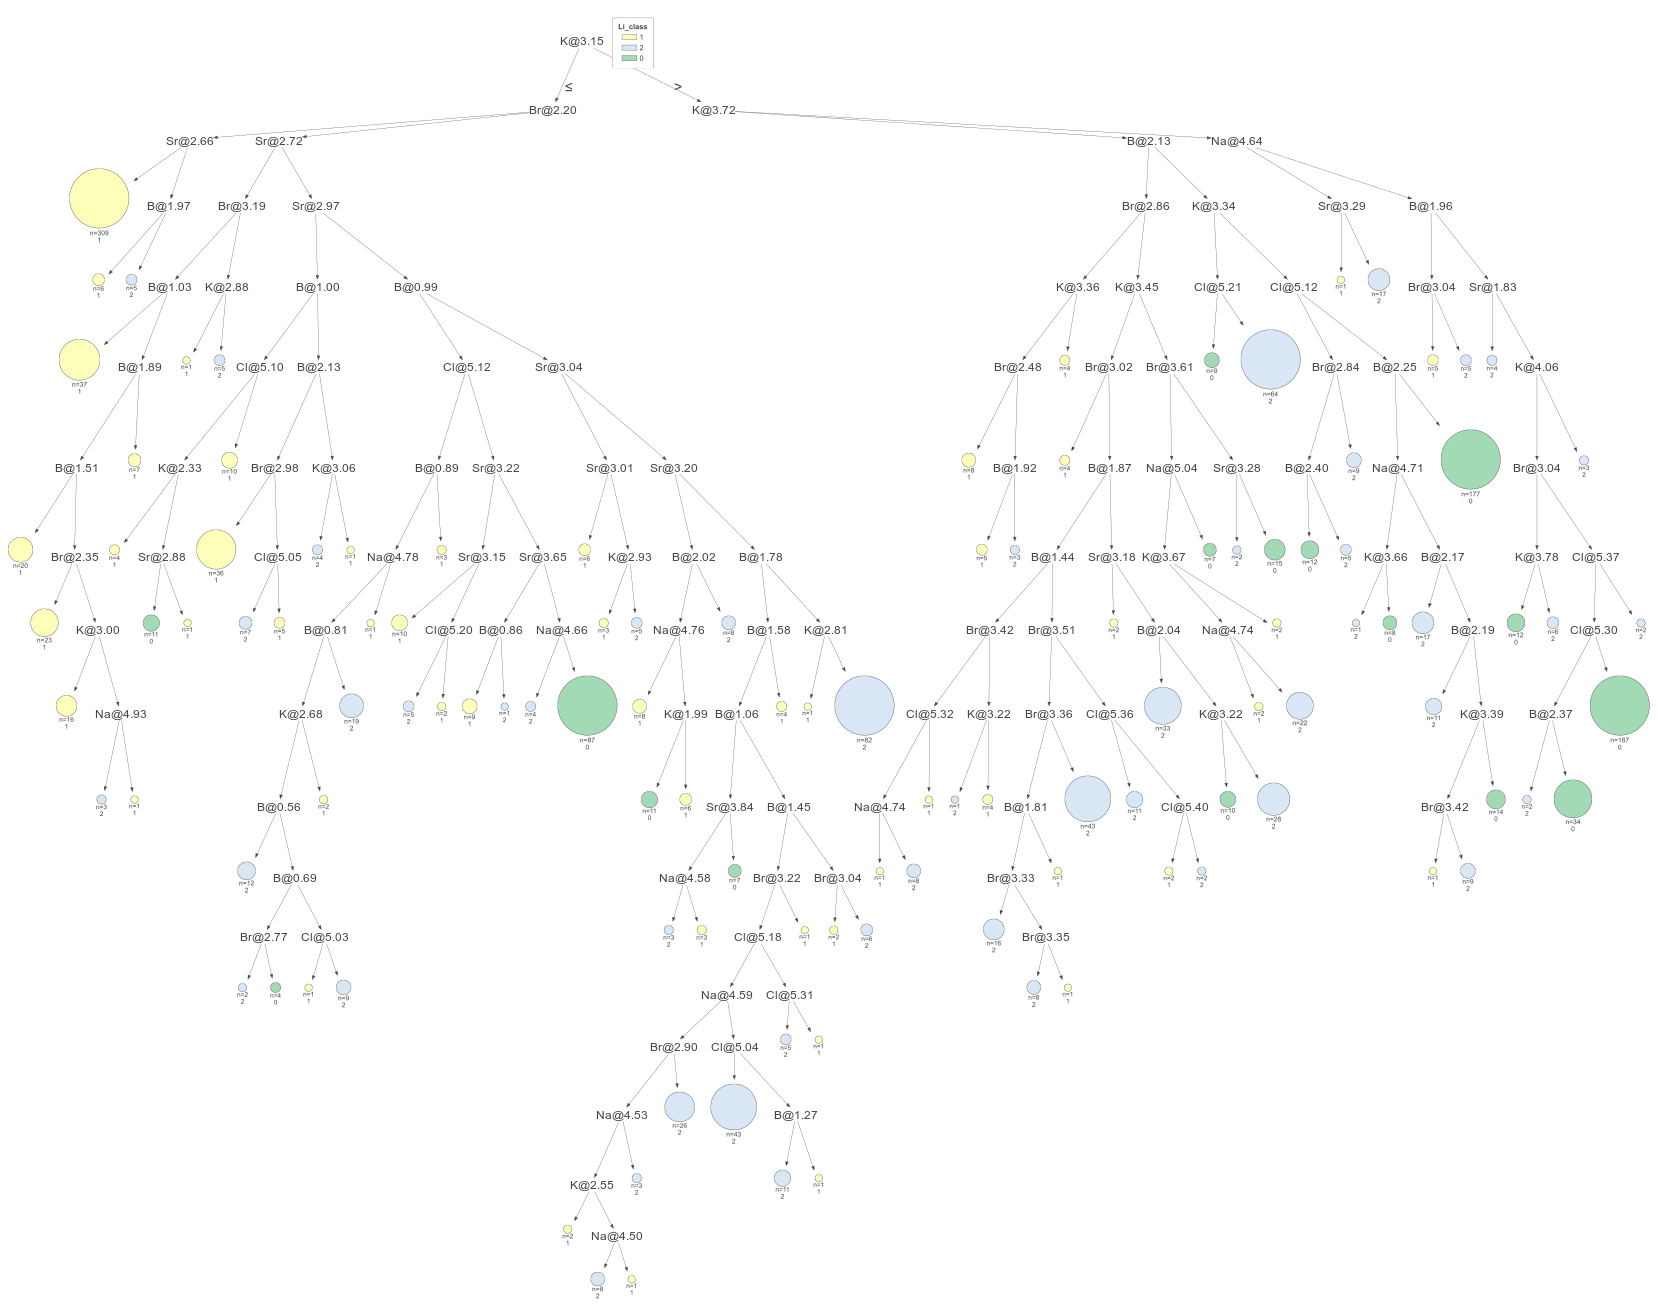 Li_class
1
2
0
K@3.15
≤
>
Br@2.20
K@3.72
Sr@2.66
Sr@2.72
B@2.13
Na@4.64
n=309
1
B@1.97
Br@3.19
Sr@2.97
Br@2.86
K@3.34
Sr@3.29
B@1.96
n=6
1
n=5
2
B@1.03
K@2.88
B@1.00
B@0.99
K@3.36
K@3.45
Cl@5.21
Cl@5.12
n=1
1
n=17
2
Br@3.04
Sr@1.83
n=37
1
B@1.89
n=1
1
n=5
2
Cl@5.10
B@2.13
Cl@5.12
Sr@3.04
Br@2.48
n=4
1
Br@3.02
Br@3.61
n=9
0
n=64
2
Br@2.84
B@2.25
n=5
1
n=5
2
n=4
2
K@4.06
B@1.51
n=7
1
K@2.33
n=10
1
Br@2.98
K@3.06
B@0.89
Sr@3.22
Sr@3.01
Sr@3.20
n=8
1
B@1.92
n=4
1
B@1.87
Na@5.04
Sr@3.28
B@2.40
n=9
2
Na@4.71
n=177
0
Br@3.04
n=3
2
n=20
1
Br@2.35
n=4
1
Sr@2.88
n=36
1
Cl@5.05
n=4
2
n=1
1
Na@4.78
n=3
1
Sr@3.15
Sr@3.65
n=6
1
K@2.93
B@2.02
B@1.78
n=5
1
n=3
2
B@1.44
Sr@3.18
K@3.67
n=7
0
n=2
2
n=15
0
n=12
0
n=5
2
K@3.66
B@2.17
K@3.78
Cl@5.37
n=23
1
K@3.00
n=11
0
n=1
1
n=7
2
n=5
1
B@0.81
n=1
1
n=10
1
Cl@5.20
B@0.86
Na@4.66
n=3
1
n=5
2
Na@4.76
n=8
2
B@1.58
K@2.81
Br@3.42
Br@3.51
n=2
1
B@2.04
Na@4.74
n=2
1
n=1
2
n=8
0
n=17
2
B@2.19
n=12
0
n=6
2
Cl@5.30
n=2
2
n=16
1
Na@4.93
K@2.68
n=19
2
n=5
2
n=2
1
n=9
1
n=1
2
n=4
2
n=87
0
n=8
1
K@1.99
B@1.06
n=4
1
n=1
1
n=82
2
Cl@5.32
K@3.22
Br@3.36
Cl@5.36
n=33
2
K@3.22
n=2
1
n=22
2
n=11
2
K@3.39
B@2.37
n=187
0
n=3
2
n=1
1
B@0.56
n=2
1
n=11
0
n=6
1
Sr@3.84
B@1.45
Na@4.74
n=1
1
n=1
2
n=4
1
B@1.81
n=43
2
n=11
2
Cl@5.40
n=10
0
n=28
2
Br@3.42
n=14
0
n=2
2
n=34
0
n=12
2
B@0.69
Na@4.58
n=7
0
Br@3.22
Br@3.04
n=1
1
n=8
2
Br@3.33
n=1
1
n=2
1
n=2
2
n=1
1
n=9
2
Br@2.77
Cl@5.03
n=3
2
n=3
1
Cl@5.18
n=1
1
n=2
1
n=6
2
n=16
2
Br@3.35
n=2
2
n=4
0
n=1
1
n=9
2
Na@4.59
Cl@5.31
n=8
2
n=1
1
Br@2.90
Cl@5.04
n=5
2
n=1
1
Na@4.53
n=26
2
n=43
2
B@1.27
K@2.55
n=3
2
n=11
2
n=1
1
n=2
1
Na@4.50
n=8
2
n=1
1